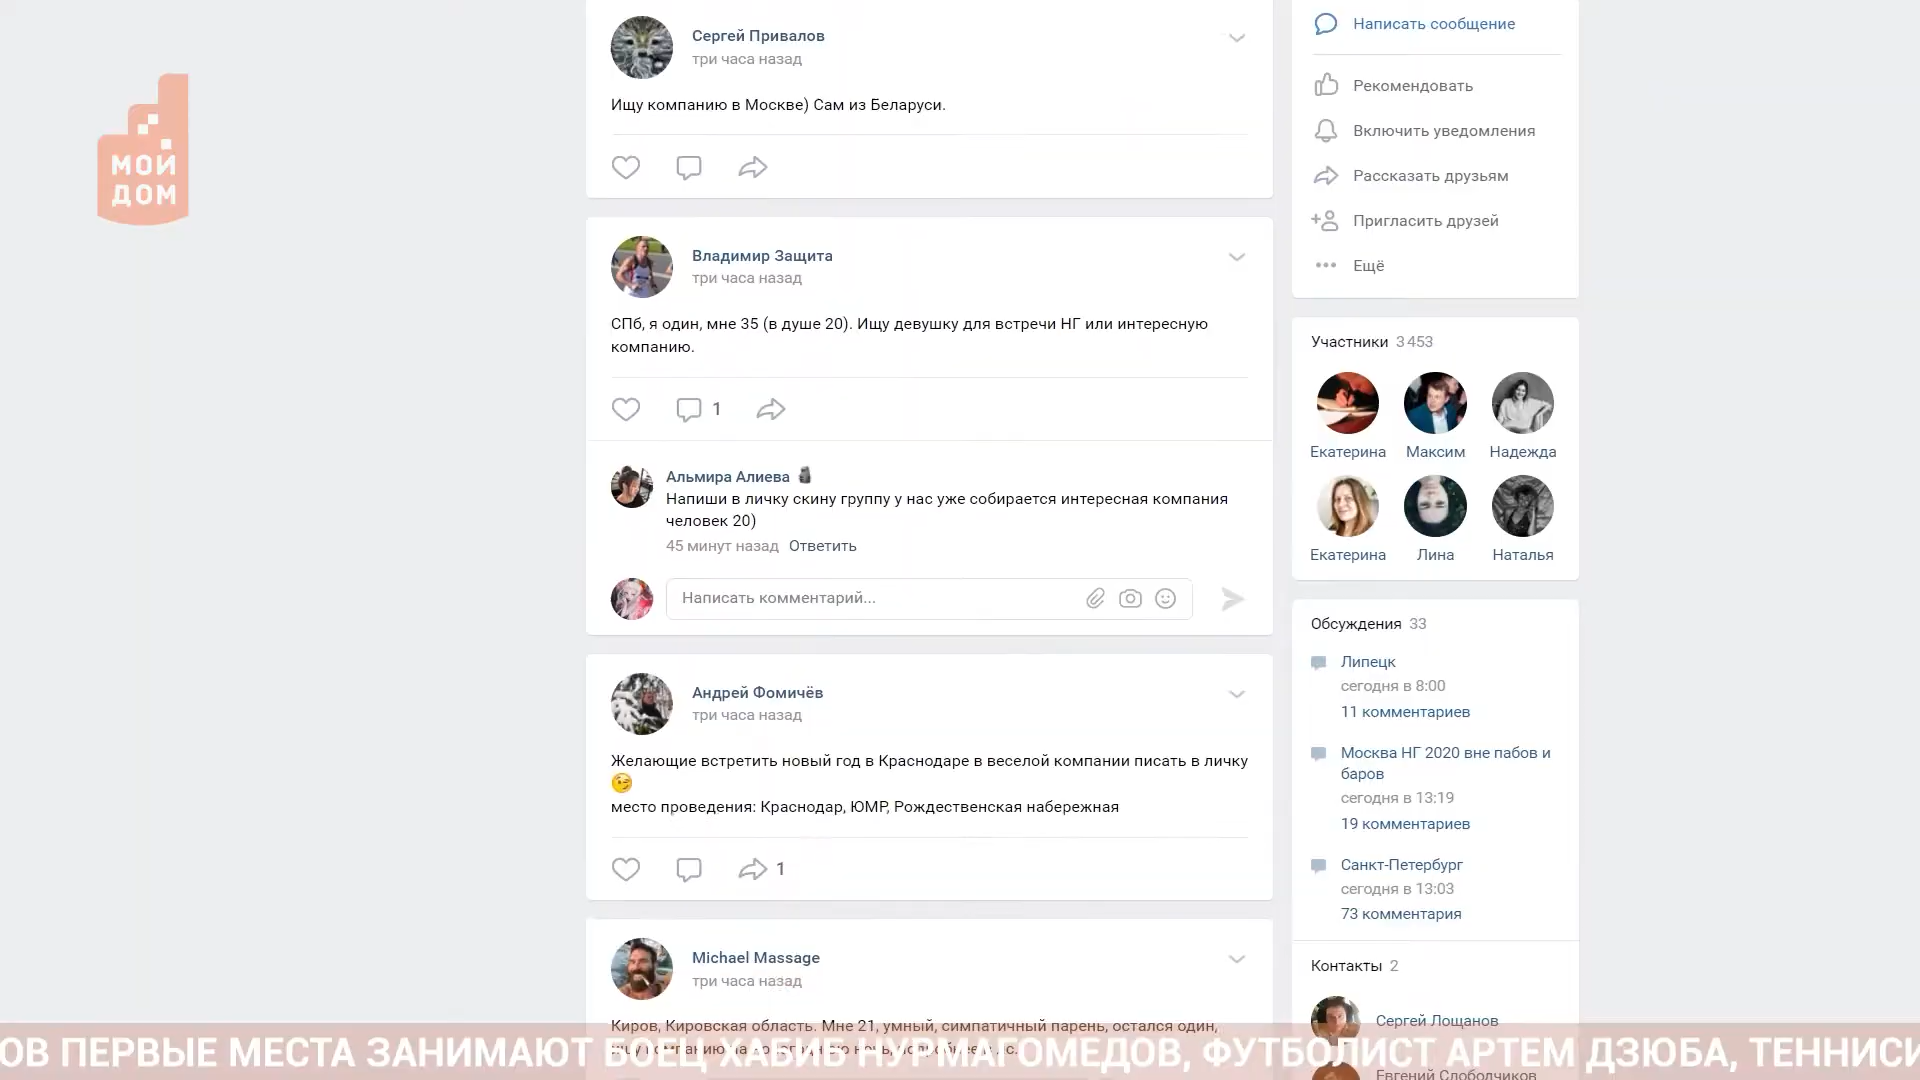 МОЙ
ДОМ
Сергей Привалов
три часа назад
Ищу компанию в Москве) Сам из Беларуси.
Владимир Защита
три часа назад
СПб, я один, мне 35 (в душе 20). Ищу девушку для встречи НГ или интересную
компанию.
1
Альмира Алиева
Напиши в личку скину группу у нас уже собирается интересная компания
человек 20)
45 минут назад Ответить
Написать комментарий...
Андрей Фомичёв
три часа назад
Желающие встретить новый год в Краснодаре в веселой компании писать в личку
😉
место проведения: Краснодар, ЮМР, Рождественская набережная
1
Michael Massage
три часа назад
Киров, Кировская область. Мне 21, умный, симпатичный парень, остался один,
Написать сообщение
Рекомендовать
Включить уведомления
Рассказать друзьям
Пригласить друзей
Ещё
Участники 3 453
Екатерина Максим Надежда
Екатерина Лина Наталья
Обсуждения 33
Липецк
сегодня в 8:00
11 комментариев
Москва НГ 2020 вне пабов и
баров
сегодня в 13:19
19 комментариев
Санкт-Петербург
сегодня в 13:03
73 комментария
Контакты 2
Сергей Лощанов
Евгений Слободчиков
ОВ ПЕРВЫЕ МЕСТА ЗАНИМАЮТ БОЕЦ ХАБИБ НУРМАГОМЕДОВ, ФУТБОЛИСТ АРТЕМ ДЗЮБА, ТЕННИСИ